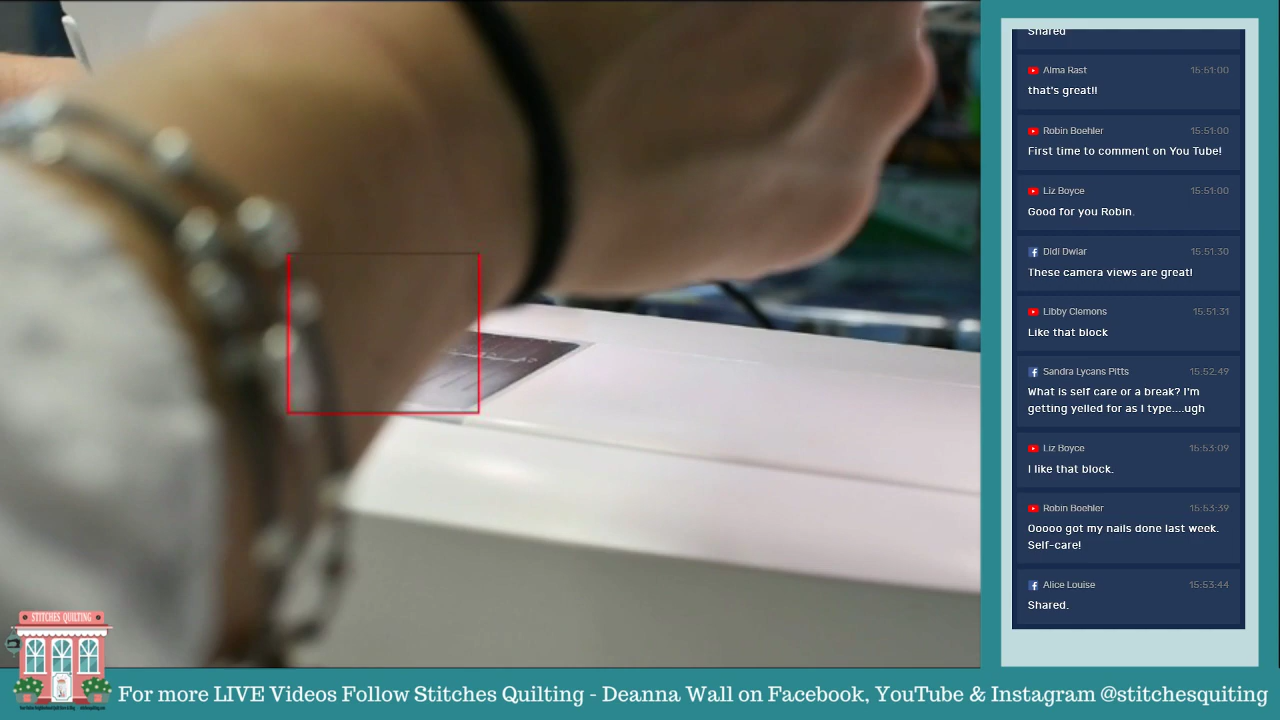 Shared
Alma Rast 15:51:00
that's great!!
Robin Boehler 15:51:00
First time to comment on You Tube!
Liz Boyce 15:51:00
Good for you Robin.
Didi Dwiar 15:51:30
These camera views are great!
Libby Clemons 15:51:31
Like that block
Sandra Lycans Pitts 15:52:49
What is self care or a break? I'm
getting yelled for as I type....ugh
Liz Boyce 15:53:09
I like that block.
Robin Boehler 15:53:39
Ooooo got my nails done last week.
Self-care!
Alice Louise 15:53:44
Shared.
STITCHES QUILTING
For more LIVE Videos Follow Stitches Quilting - Deanna Wall on Facebook, YouTube & Instagram @stitchesquiting